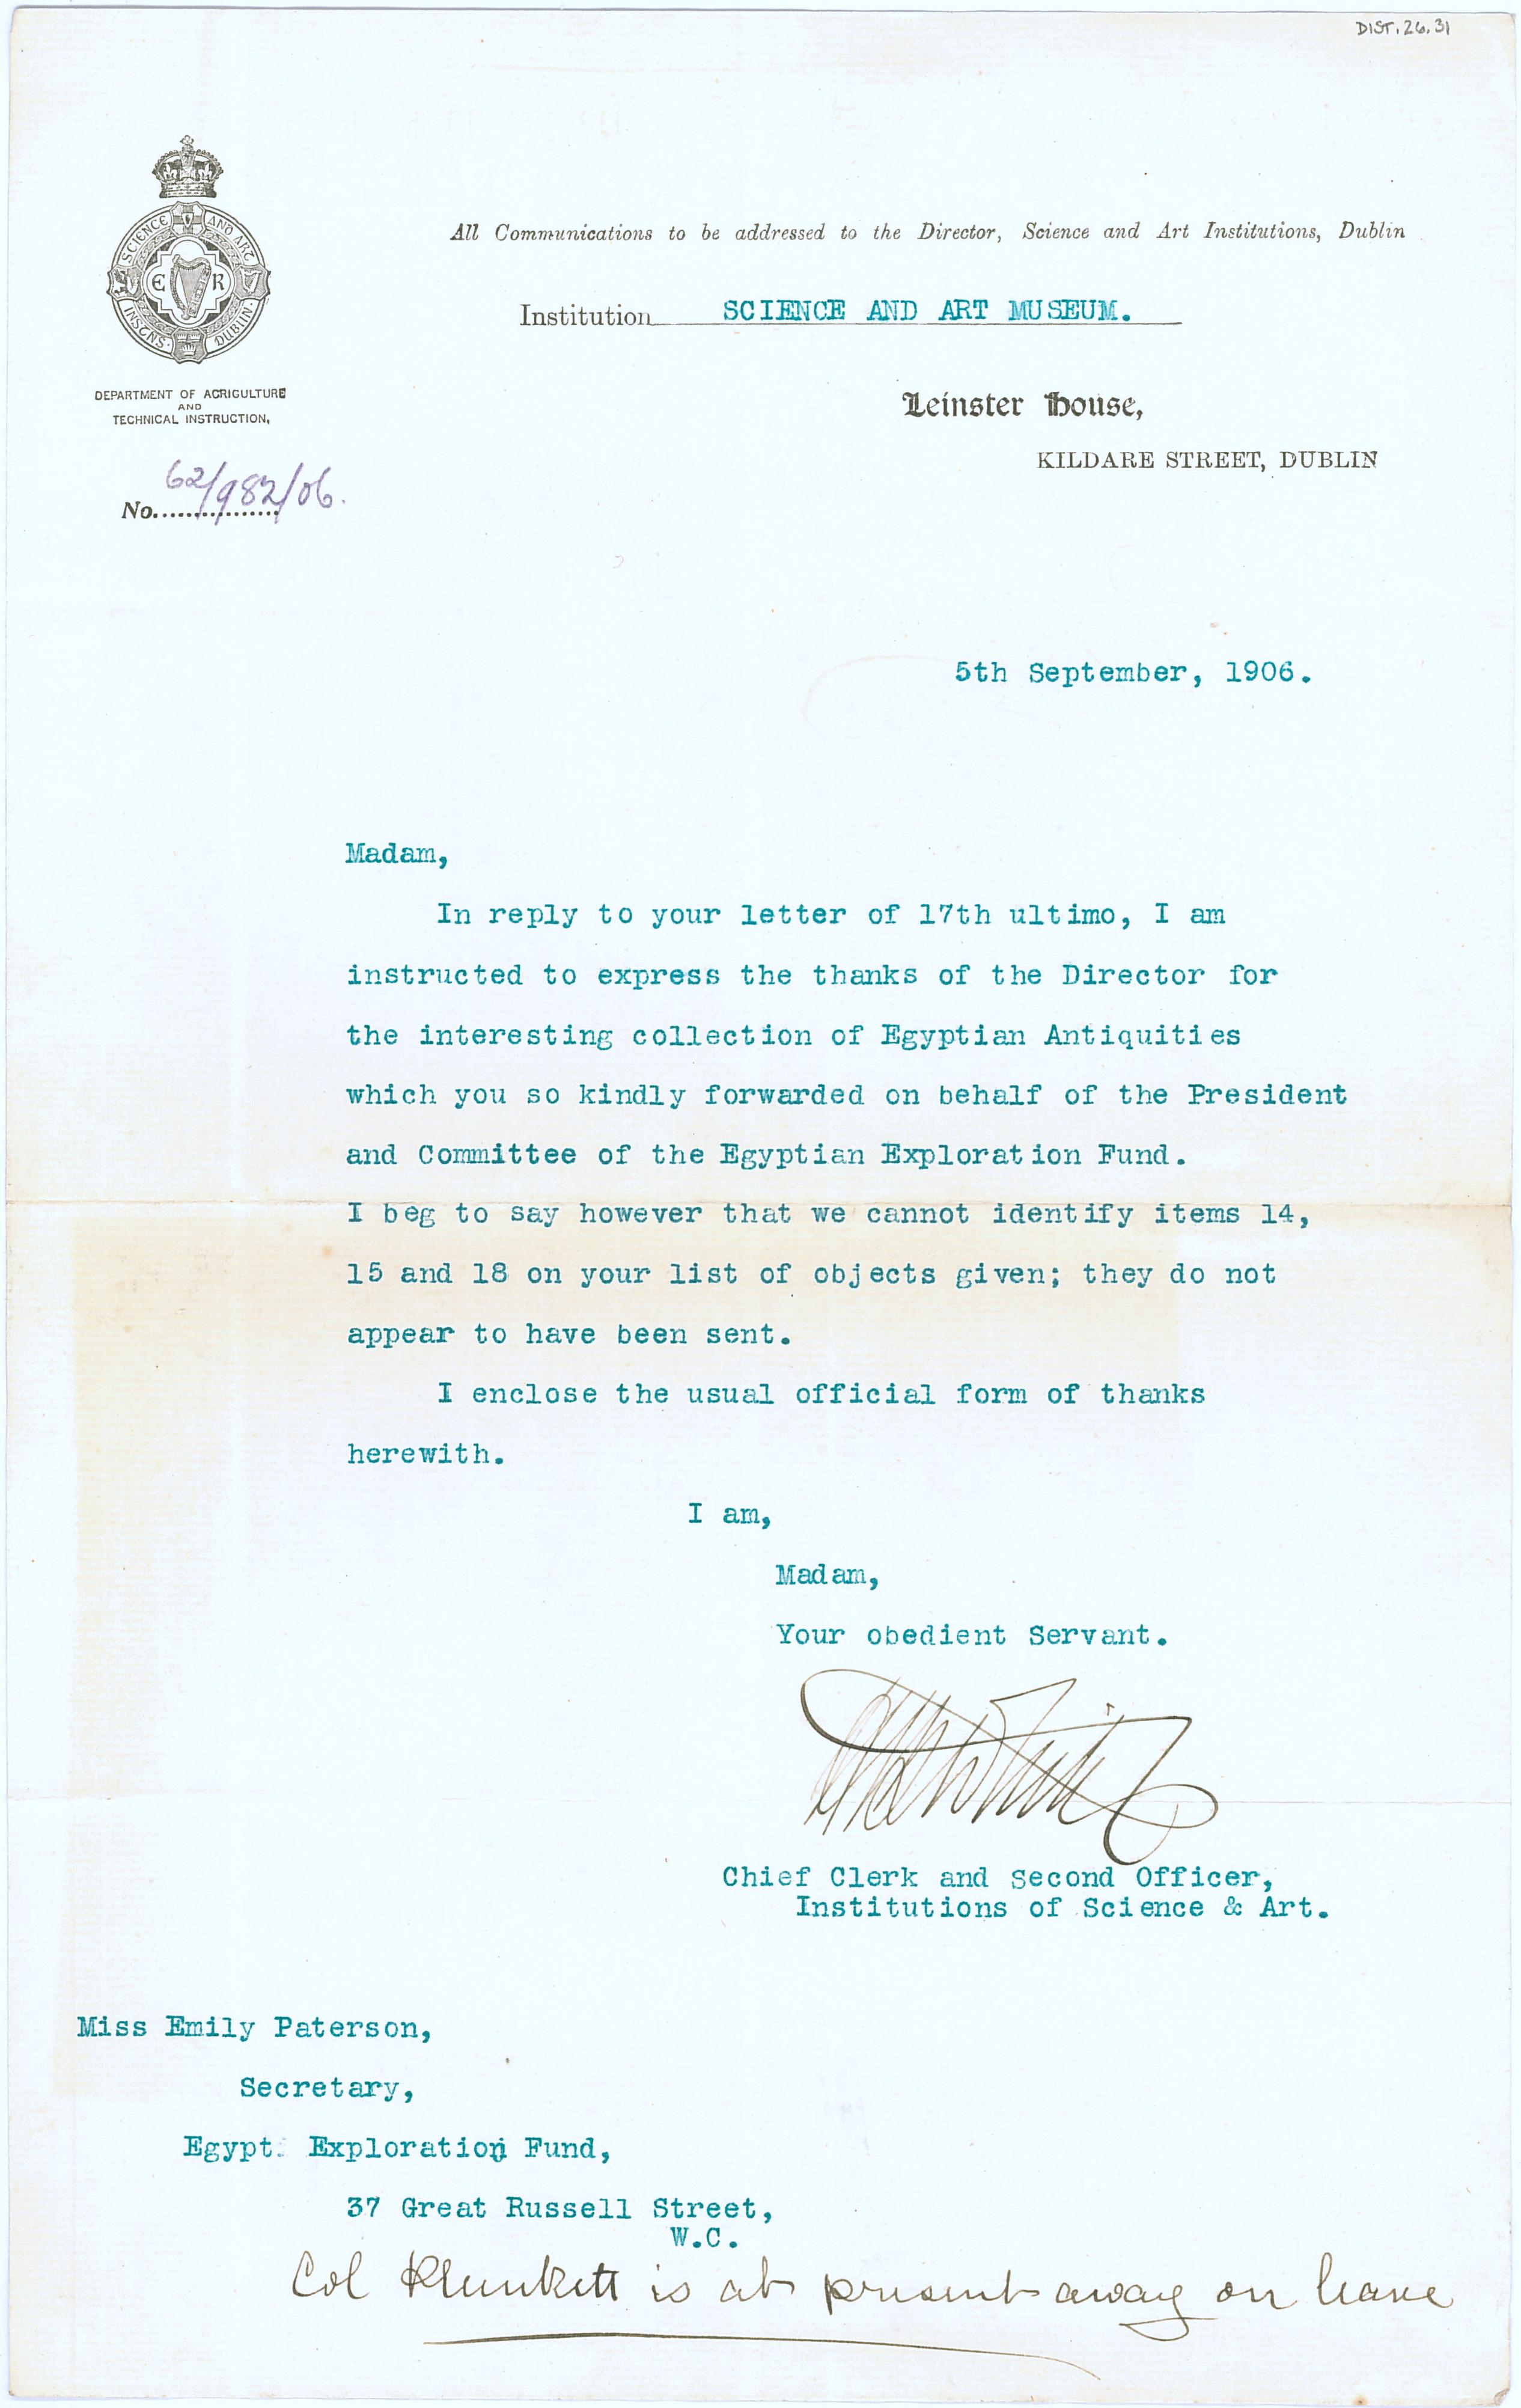 DIST.26.31
SCIENCE AND ART
INSTNS. DUBLIN.
E R
All Communications to be addressed to the Director, Science and Art Institutions, Dublin
Institution SCIENCE AND ART MUSEUM.
DEPARTMENT OF AGRICULTURE
AND
TECHNICAL INSTRUCTION,
Leinster House,
KILDARE STREET, DUBLIN
No. 62/982/06.
5th September, 1906.
Madam,
In reply to your letter of 17th ultimo, I am
instructed to express the thanks of the Director for
the interesting collection of Egyptian Antiquities
which you so kindly forwarded on behalf of the President
and Committee of the Egyptian Exploration Fund.
I beg to say however that we cannot identify items 14,
15 and 18 on your list of objects given; they do not
appear to have been sent.
I enclose the usual official form of thanks
herewith.
I am,
Madam,
Your obedient Servant.
Chief Clerk and Second Officer,
Institutions of Science & Art.
Miss Emily Paterson,
Secretary,
Egypt. Exploration Fund,
37 Great Russell Street,
W.C.
Col Plunkett is at present away on leave